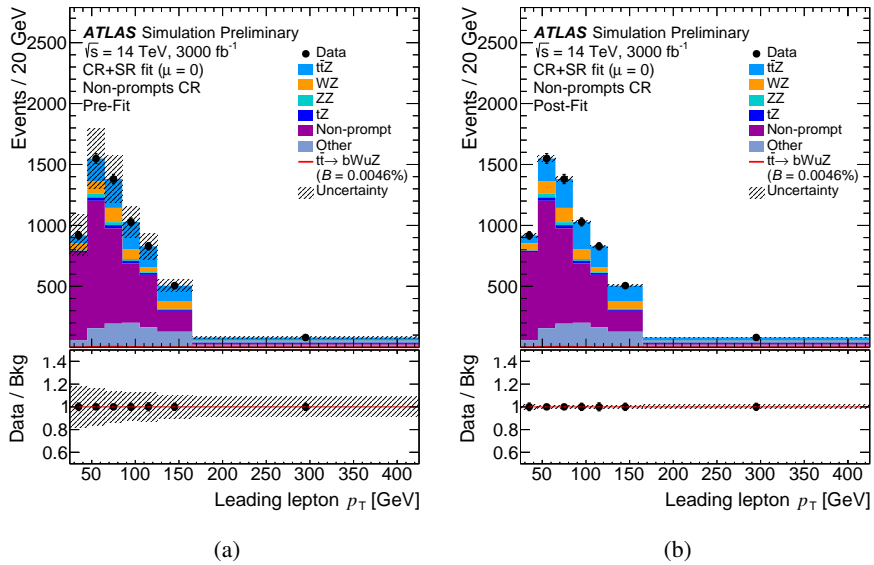 ATLAS Simulation Preliminary
√s = 14 TeV, 3000 fb⁻¹
CR+SR fit (μ = 0)
Non-prompts CR
Pre-Fit
Data
tt̄Z
WZ
ZZ
tZ
Non-prompt
Other
tt̄→ bWuZ
(B = 0.0046%)
Uncertainty
Events / 20 GeV
2500
2000
1500
1000
500
Data / Bkg
1.4
1.2
1
0.8
0.6
50 100 150 200 250 300 350 400
Leading lepton p_T [GeV]
(a)
ATLAS Simulation Preliminary
√s = 14 TeV, 3000 fb⁻¹
CR+SR fit (μ = 0)
Non-prompts CR
Post-Fit
Data
tt̄Z
WZ
ZZ
tZ
Non-prompt
Other
tt̄→ bWuZ
(B = 0.0046%)
Uncertainty
Events / 20 GeV
2500
2000
1500
1000
500
Data / Bkg
1.4
1.2
1
0.8
0.6
50 100 150 200 250 300 350 400
Leading lepton p_T [GeV]
(b)